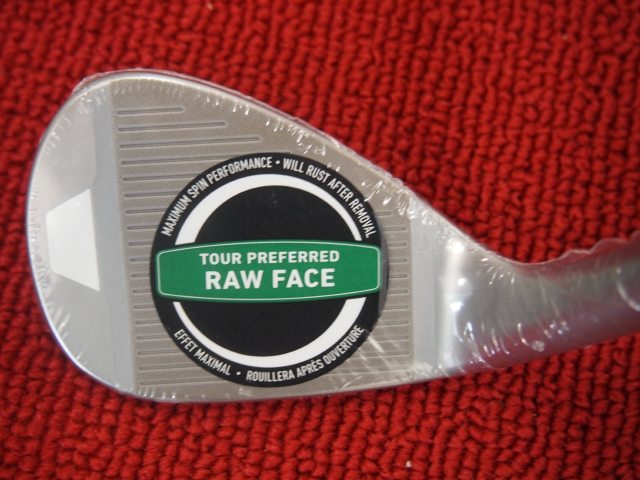 MAXIMUM SPIN PERFORMANCE • WILL RUST AFTER REMOVAL
TOUR PREFERRED
RAW FACE
EFFET MAXIMAL • ROUILLERA APRÈS OUVERTURE